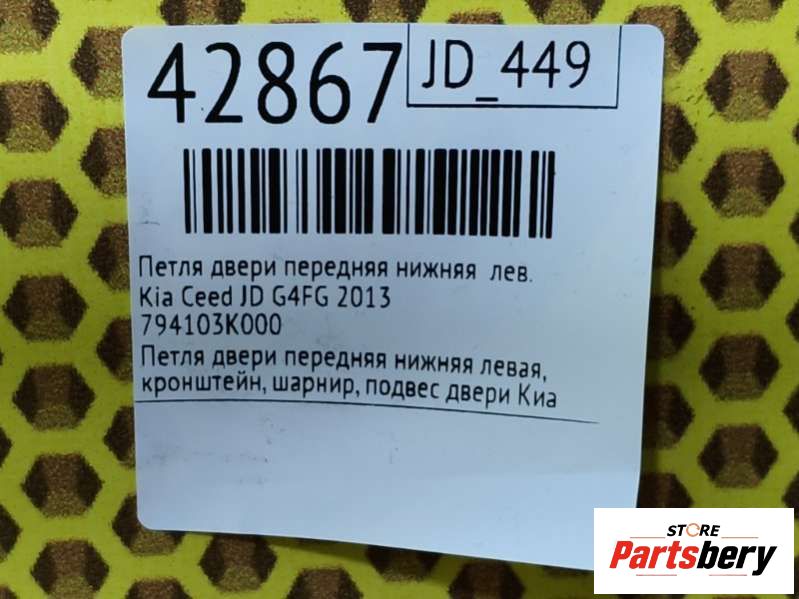 42867
JD_449
Петля двери передняя нижняя лев.
Kia Ceed JD G4FG 2013
794103K000
Петля двери передняя нижняя левая,
кронштейн, шарнир, подвес двери Киа
STORE
Partsbery